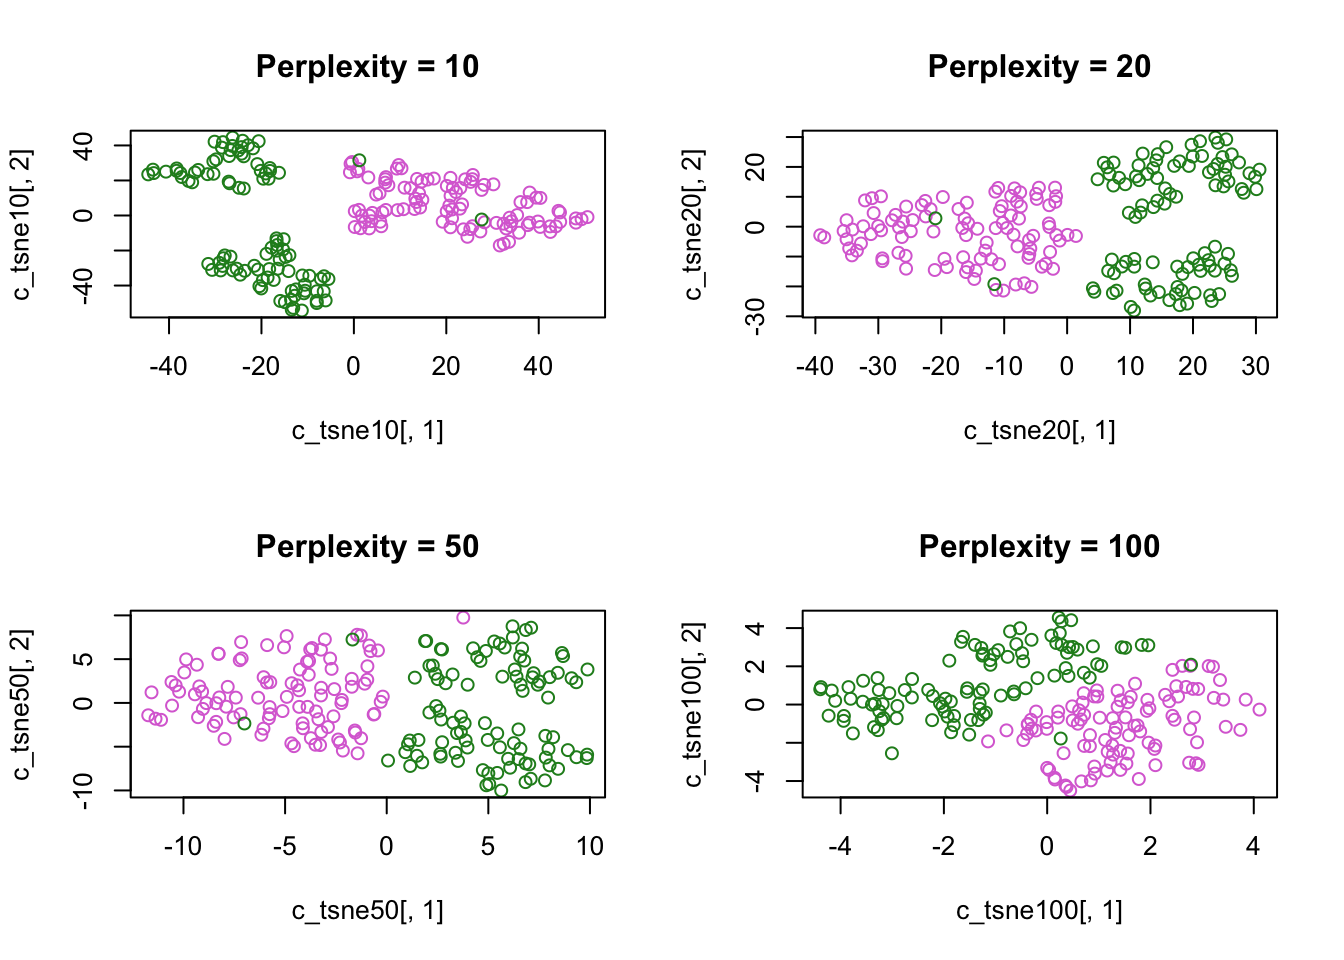 Perplexity = 10
c_tsne10[, 2]
40
0
-40
-40 -20 0 20 40
c_tsne10[, 1]
Perplexity = 20
c_tsne20[, 2]
20
0
-30
-40 -30 -20 -10 0 10 20 30
c_tsne20[, 1]
Perplexity = 50
c_tsne50[, 2]
5
0
-10
-10 -5 0 5 10
c_tsne50[, 1]
Perplexity = 100
c_tsne100[, 2]
4
2
0
-4
-4 -2 0 2 4
c_tsne100[, 1]